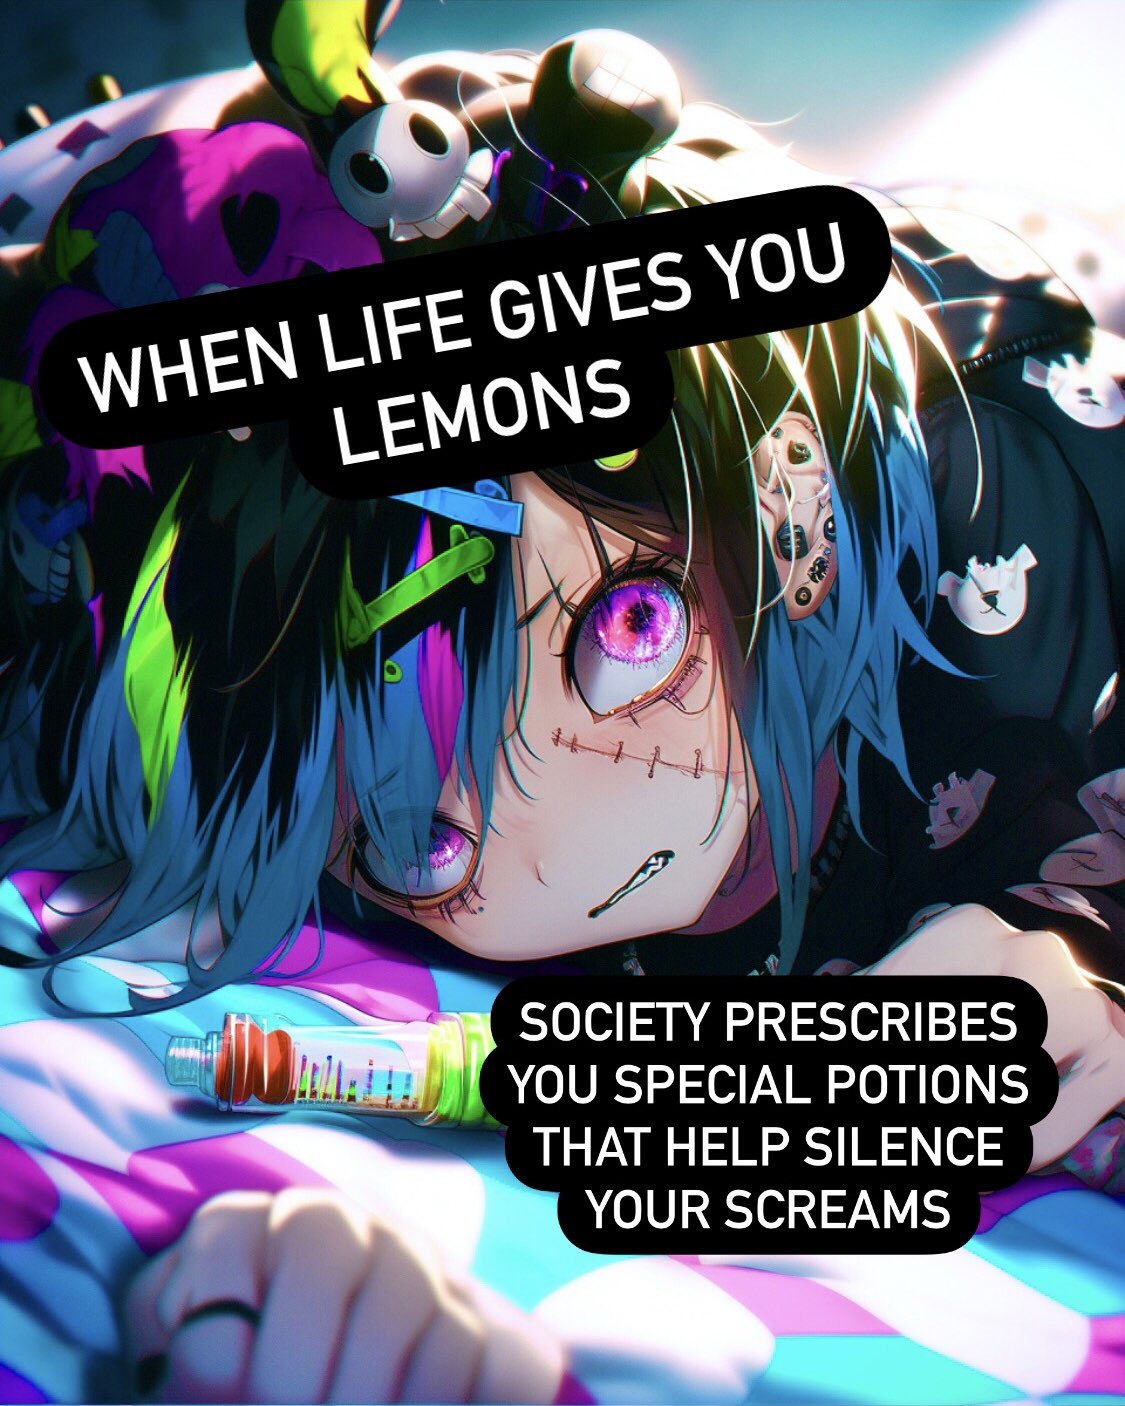 WHEN LIFE GIVES YOU
LEMONS
SOCIETY PRESCRIBES
YOU SPECIAL POTIONS
THAT HELP SILENCE
YOUR SCREAMS